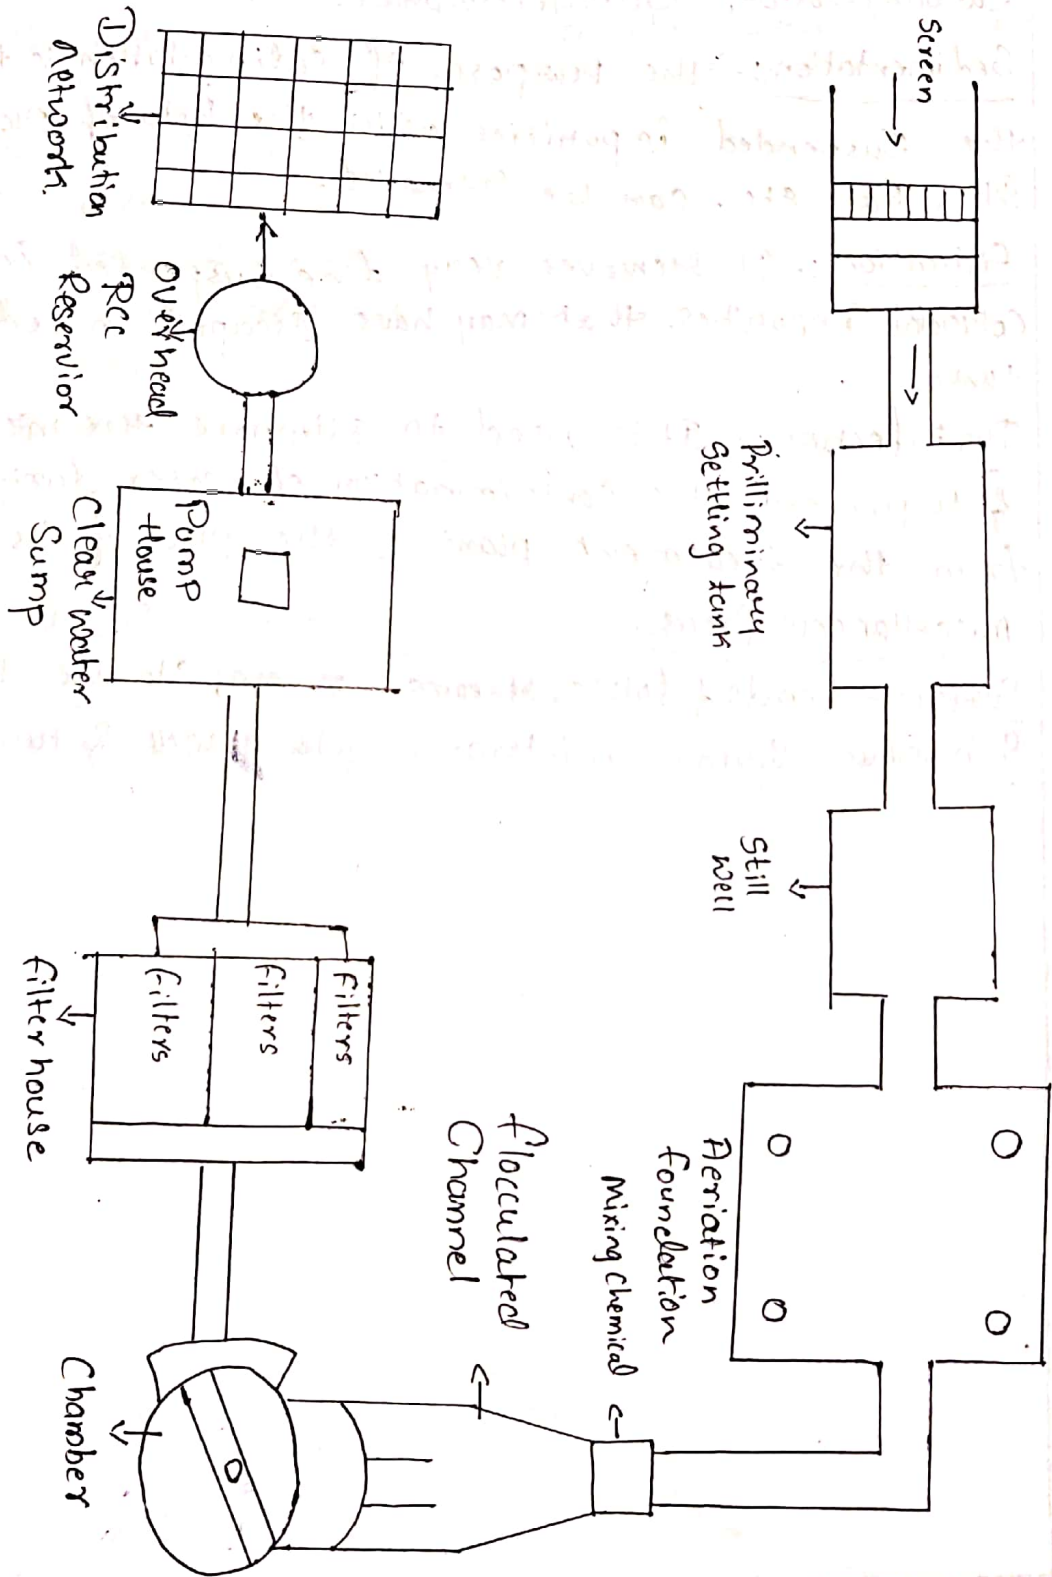 Screen
Prilliminary
Settling tank
Still
Well
Aeriation
foundation
Mixing Chemical
flocculated
Channel
Chamber
filter house
filters
filters
filters
Clear water
Sump
Pump
House
Overhead
RCC
Reservior
Distribution
network.